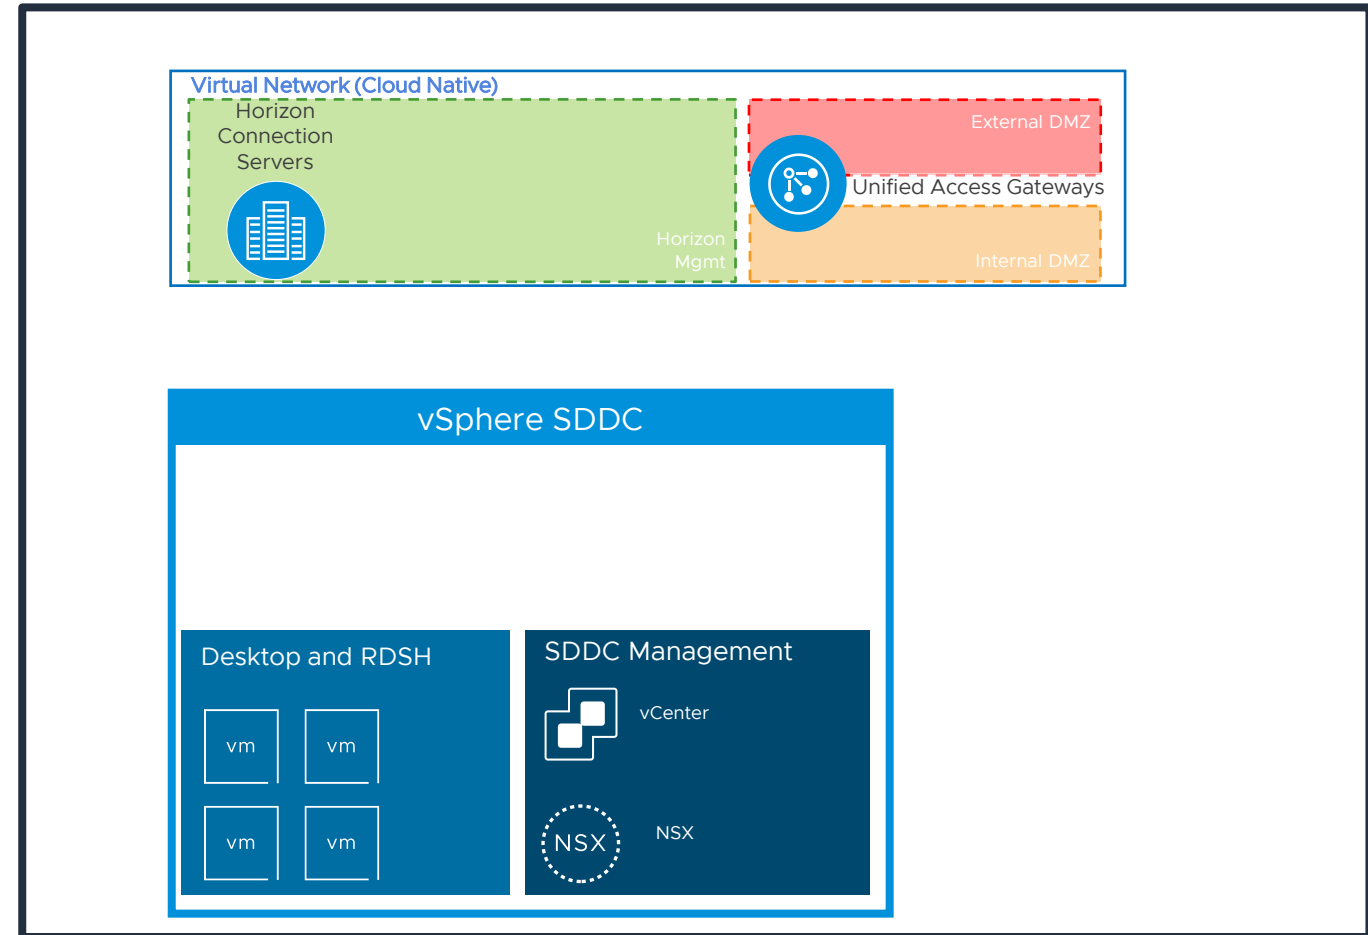 Virtual Network (Cloud Native)
Horizon
Connection
Servers
Horizon
Mgmt
External DMZ
Unified Access Gateways
Internal DMZ
vSphere SDDC
Desktop and RDSH
vm
vm
vm
vm
SDDC Management
vCenter
NSX
NSX